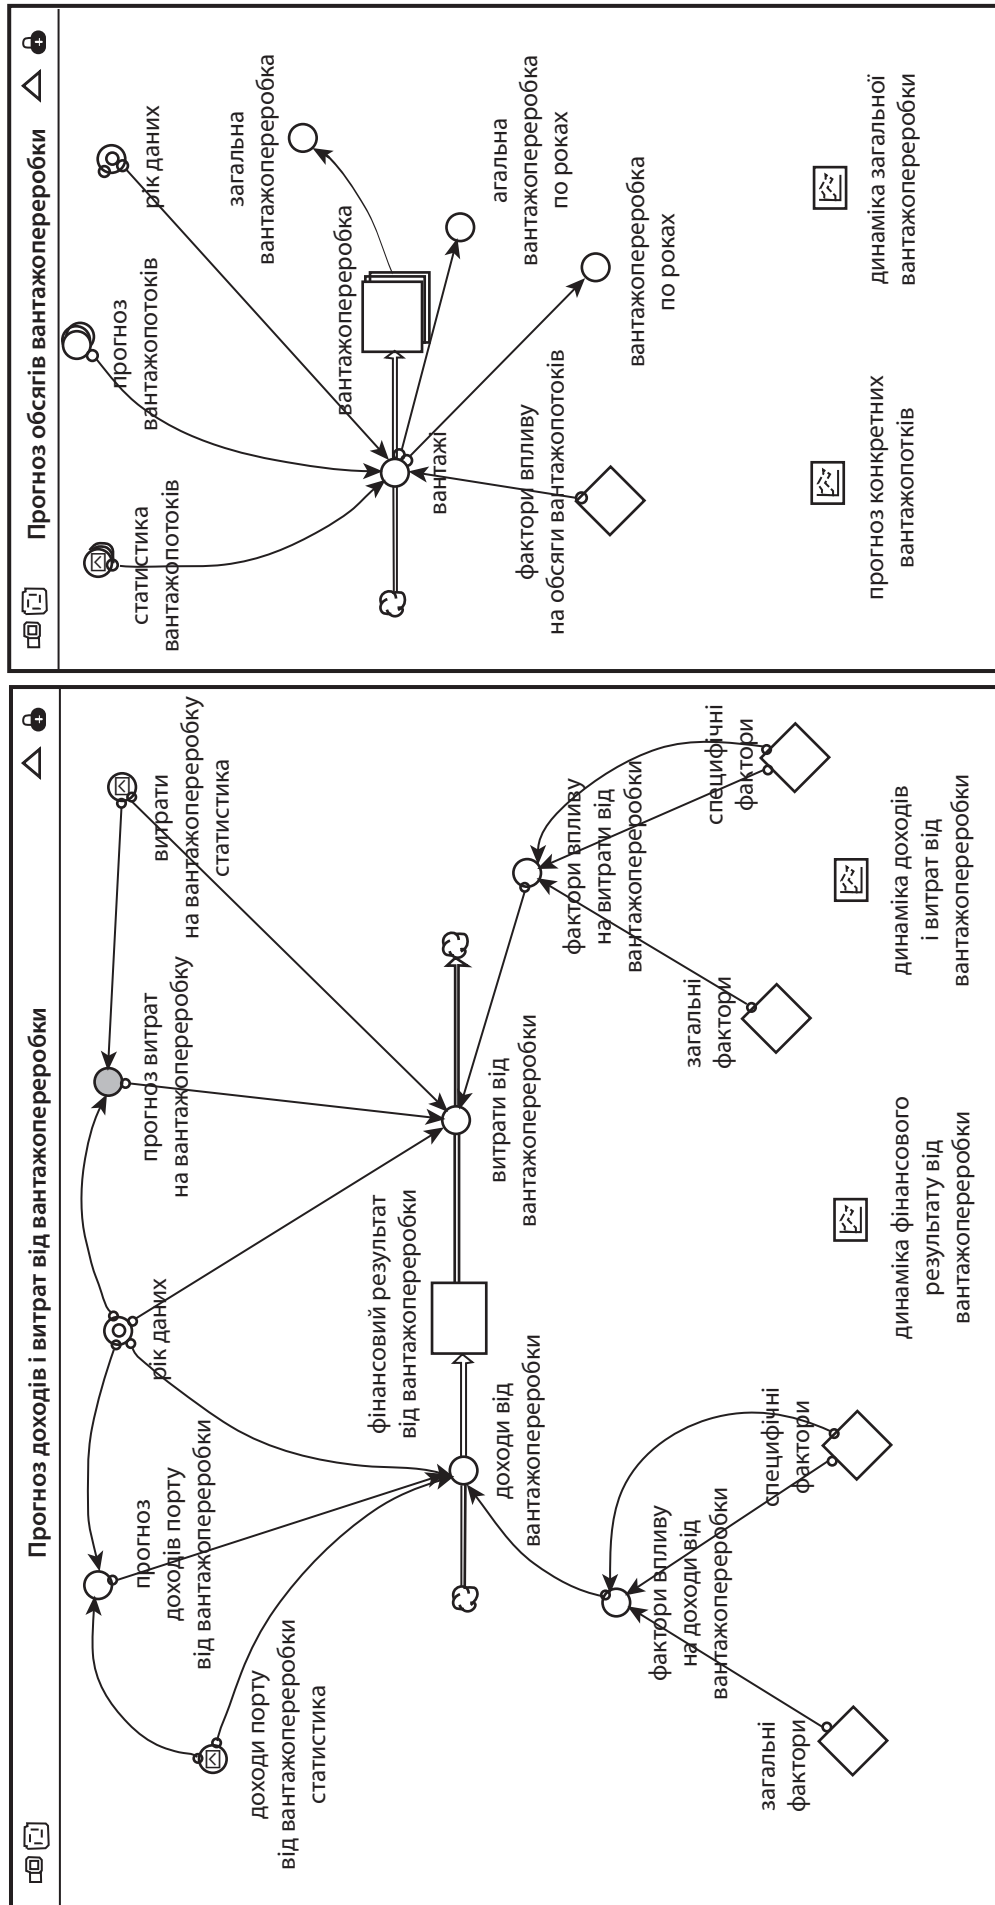 Прогноз доходів і витрат від вантажопереробки
доходи порту
від вантажопереробки
статистика
прогноз
доходів порту
від вантажопереробки
рік даних
прогноз витрат
на вантажопереробку
витрати
на вантажопереробку
статистика
фінансовий результат
від вантажопереробки
доходи від
вантажопереробки
витрати від
вантажопереробки
фактори впливу
на доходи від
вантажопереробки
загальні
фактори
специфічні
фактори
фактори впливу
на витрати від
вантажопереробки
загальні
фактори
специфічні
фактори
динаміка фінансового
результату від
вантажопереробки
динаміка доходів
і витрат від
вантажопереробки
Прогноз обсягів вантажопереробки
статистика
вантажопотоків
прогноз
вантажопотоків
рік даних
загальна
вантажопереробка
вантажопереробка
агальна
вантажопереробка
по роках
вантажі
вантажопереробка
по роках
фактори впливу
на обсяги вантажопотоків
прогноз конкретних
вантажопотків
динаміка загальної
вантажопереробки